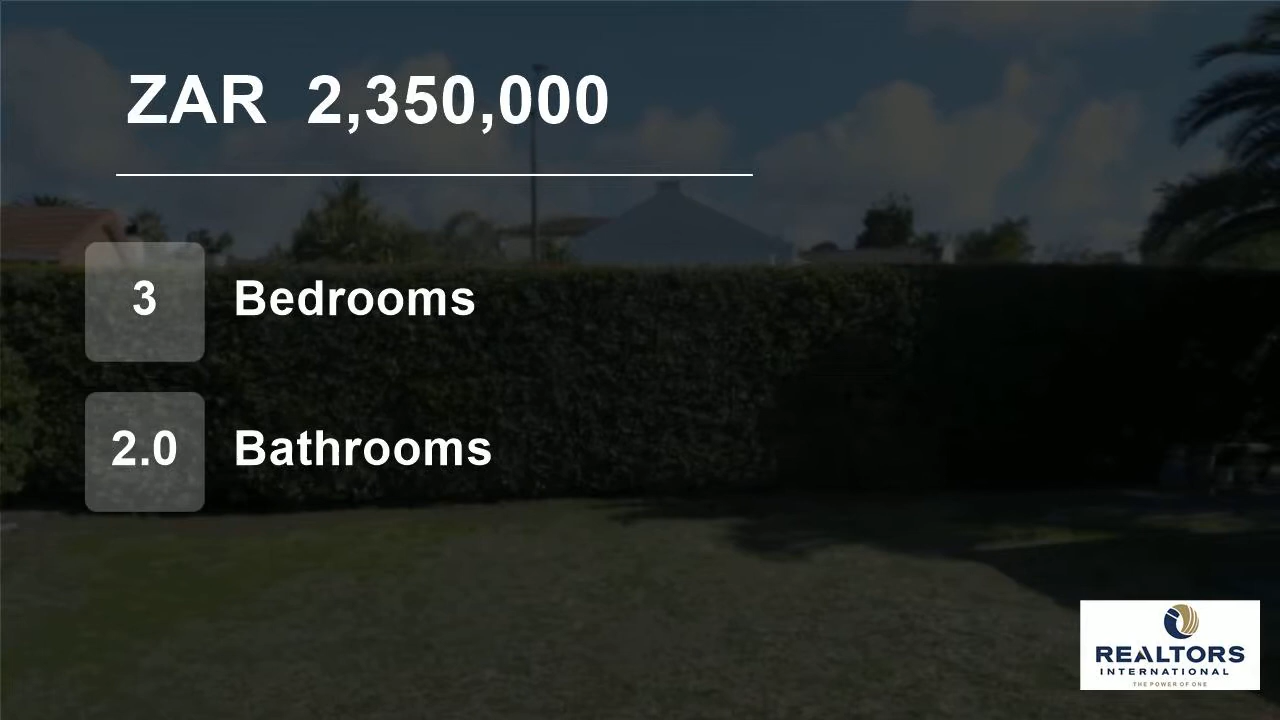 ZAR 2,350,000
3 Bedrooms
2.0 Bathrooms
REALTORS
INTERNATIONAL
THE POWER OF ONE